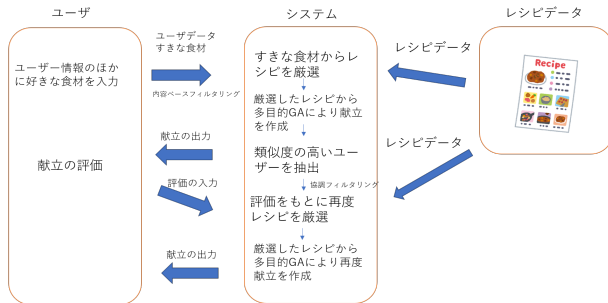 ユーザ
システム
レシピデータ
ユーザデータ
すきな食材
ユーザー情報のほか
に好きな食材を入力
内容ベースフィルタリング
すきな食材からレ
シピを厳選
レシピデータ
Recipe
厳選したレシピから
多目的GAにより献立
を作成
献立の出力
類似度の高いユー
ザーを抽出
レシピデータ
献立の評価
評価の入力
協調フィルタリング
評価をもとに再度
レシピを厳選
献立の出力
厳選したレシピから
多目的GAにより再度
献立を作成